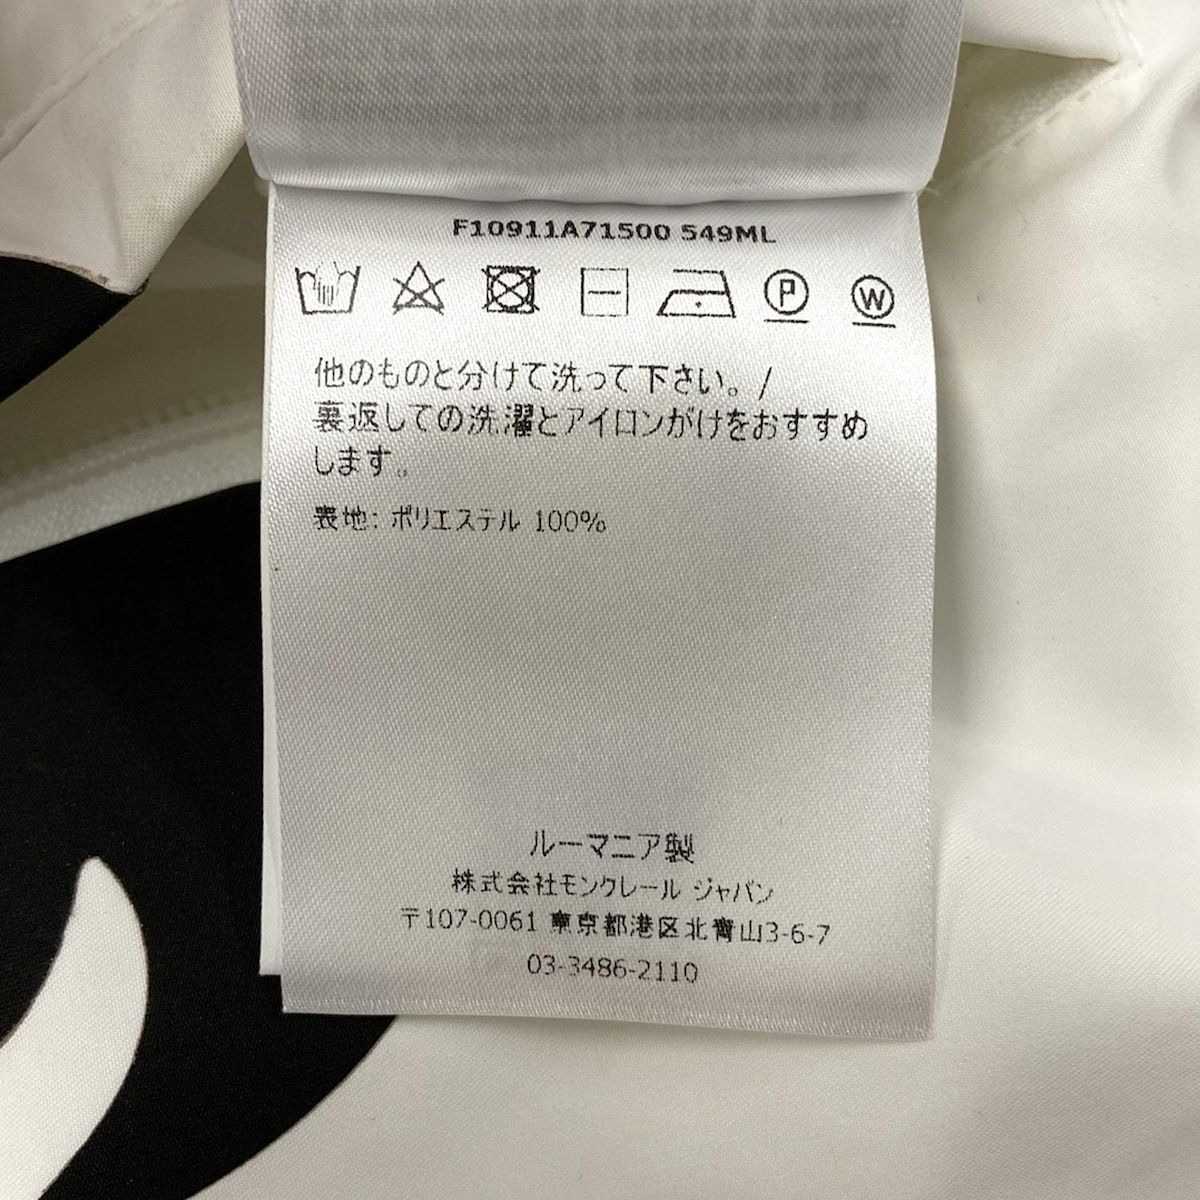 F10911A71500 549ML
P W
他のものと分けて洗って下さい。/
裏返しての洗濯とアイロンがけをおすすめ
します。
表地: ポリエステル 100%
ルーマニア製
株式会社モンクレール ジャパン
〒107-0061 東京都港区北青山3-6-7
03-3486-2110